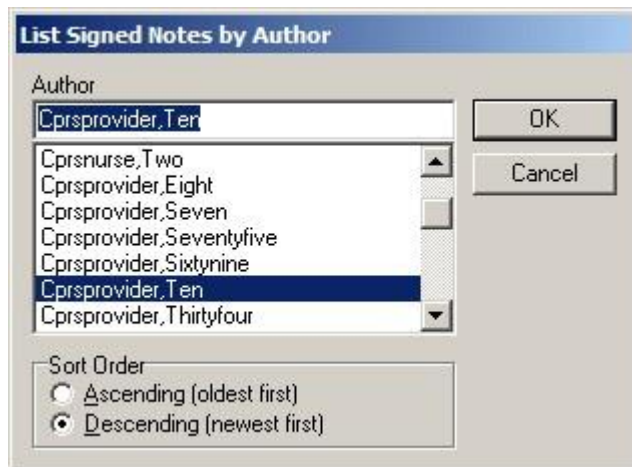 List Signed Notes by Author
Author
Cprsprovider,Ten
OK
Cprsnurse,Two
Cprsprovider,Eight
Cancel
Cprsprovider,Seven
Cprsprovider,Seventyfive
Cprsprovider,Sixtynine
Cprsprovider,Ten
Cprsprovider,Thirtyfour
Sort Order
Ascending (oldest first)
Descending (newest first)